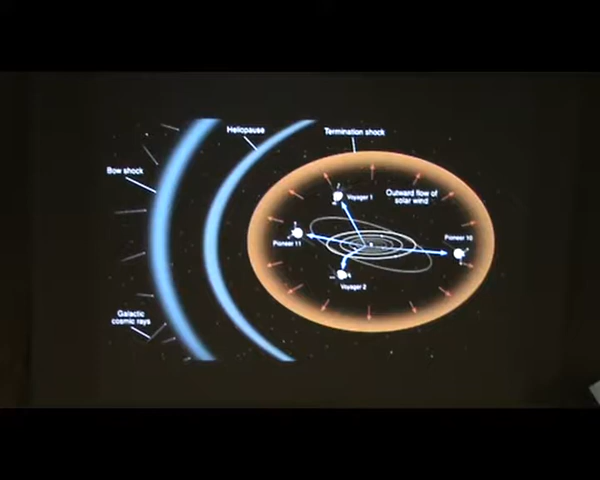 Heliopause
Termination shock
Bow shock
Voyager 1
Outward flow of
solar wind
Pioneer 11
Pioneer 10
Voyager 2
Galactic
cosmic rays